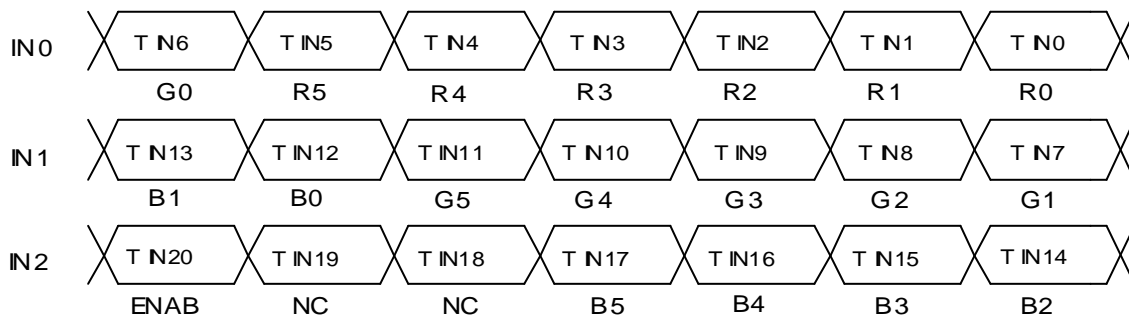 IN0 TIN6 TIN5 TIN4 TIN3 TIN2 TIN1 TIN0
G0 R5 R4 R3 R2 R1 R0
IN1 TIN13 TIN12 TIN11 TIN10 TIN9 TIN8 TIN7
B1 B0 G5 G4 G3 G2 G1
IN2 TIN20 TIN19 TIN18 TIN17 TIN16 TIN15 TIN14
ENAB NC NC B5 B4 B3 B2